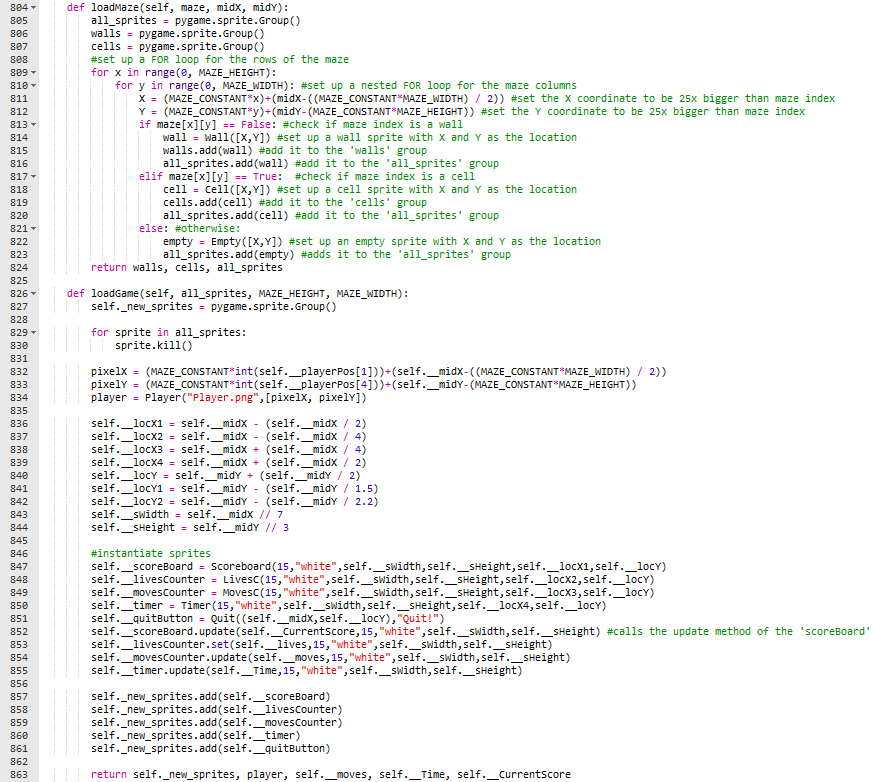 804 def loadMaze(self, maze, midX, midY):
805 all_sprites = pygame.sprite.Group()
806 walls = pygame.sprite.Group()
807 cells = pygame.sprite.Group()
808 #set up a FOR loop for the rows of the maze
809 for x in range(0, MAZE_HEIGHT):
810 for y in range(0, MAZE_WIDTH): #set up a nested FOR loop for the maze columns
811 X = (MAZE_CONSTANT*x)+(midX-((MAZE_CONSTANT*MAZE_WIDTH) / 2)) #set the X coordinate to be 25x bigger than maze index
812 Y = (MAZE_CONSTANT*y)+(midY-(MAZE_CONSTANT*MAZE_HEIGHT)) #set the Y coordinate to be 25x bigger than maze index
813 if maze[x][y] == False: #check if maze index is a wall
814 wall = Wall([X,Y]) #set up a wall sprite with X and Y as the location
815 walls.add(wall) #add it to the 'walls' group
816 all_sprites.add(wall) #add it to the 'all_sprites' group
817 elif maze[x][y] == True: #check if maze index is a cell
818 cell = Cell([X,Y]) #set up a cell sprite with X and Y as the location
819 cells.add(cell) #add it to the 'cells' group
820 all_sprites.add(cell) #add it to the 'all_sprites' group
821 else: #otherwise:
822 empty = Empty([X,Y]) #set up an empty sprite with X and Y as the location
823 all_sprites.add(empty) #adds it to the 'all_sprites' group
824 return walls, cells, all_sprites
825
826 def loadGame(self, all_sprites, MAZE_HEIGHT, MAZE_WIDTH):
827 self._new_sprites = pygame.sprite.Group()
828
829 for sprite in all_sprites:
830 sprite.kill()
831
832 pixelX = (MAZE_CONSTANT*int(self.__playerPos[1]))+(self.__midX-((MAZE_CONSTANT*MAZE_WIDTH) / 2))
833 pixelY = (MAZE_CONSTANT*int(self.__playerPos[4]))+(self.__midY-(MAZE_CONSTANT*MAZE_HEIGHT))
834 player = Player("Player.png",[pixelX, pixelY])
835
836 self.__locX1 = self.__midX - (self.__midX / 2)
837 self.__locX2 = self.__midX - (self.__midX / 4)
838 self.__locX3 = self.__midX + (self.__midX / 4)
839 self.__locX4 = self.__midX + (self.__midX / 2)
840 self.__locY = self.__midY + (self.__midY / 2)
841 self.__locY1 = self.__midY - (self.__midY / 1.5)
842 self.__locY2 = self.__midY - (self.__midY / 2.2)
843 self.__sWidth = self.__midX // 7
844 self.__sHeight = self.__midY // 3
845
846 #instantiate sprites
847 self.__scoreBoard = Scoreboard(15,"white",self.__sWidth,self.__sHeight,self.__locX1,self.__locY)
848 self.__livesCounter = LivesC(15,"white",self.__sWidth,self.__sHeight,self.__locX2,self.__locY)
849 self.__movesCounter = MovesC(15,"white",self.__sWidth,self.__sHeight,self.__locX3,self.__locY)
850 self.__timer = Timer(15,"white",self.__sWidth,self.__sHeight,self.__locX4,self.__locY)
851 self.__quitButton = Quit((self.__midX,self.__locY),"Quit!")
852 self.__scoreBoard.update(self.__CurrentScore,15,"white",self.__sWidth,self.__sHeight) #calls the update method of the 'scoreBoard'
853 self.__livesCounter.set(self.__lives,15,"white",self.__sWidth,self.__sHeight)
854 self.__movesCounter.update(self.__moves,15,"white",self.__sWidth,self.__sHeight)
855 self.__timer.update(self.__Time,15,"white",self.__sWidth,self.__sHeight)
856
857 self._new_sprites.add(self.__scoreBoard)
858 self._new_sprites.add(self.__livesCounter)
859 self._new_sprites.add(self.__movesCounter)
860 self._new_sprites.add(self.__timer)
861 self._new_sprites.add(self.__quitButton)
862
863 return self._new_sprites, player, self.__moves, self.__Time, self.__CurrentScore